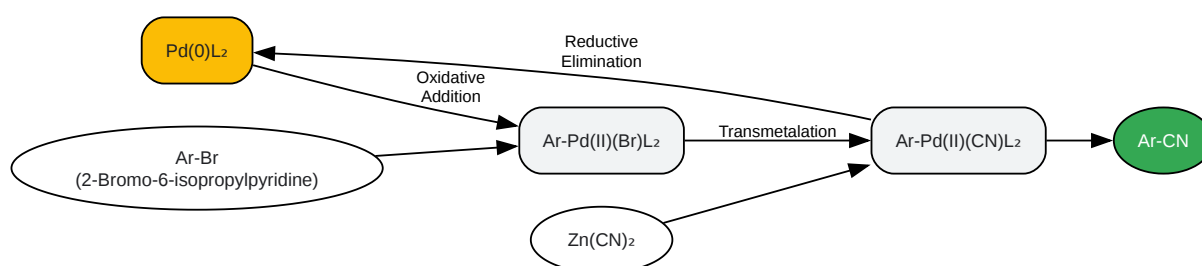 Pd(0)L₂
Reductive
Elimination
Oxidative
Addition
Ar-Br
(2-Bromo-6-isopropylpyridine)
Ar-Pd(II)(Br)L₂
Transmetalation
Ar-Pd(II)(CN)L₂
Ar-CN
Zn(CN)₂